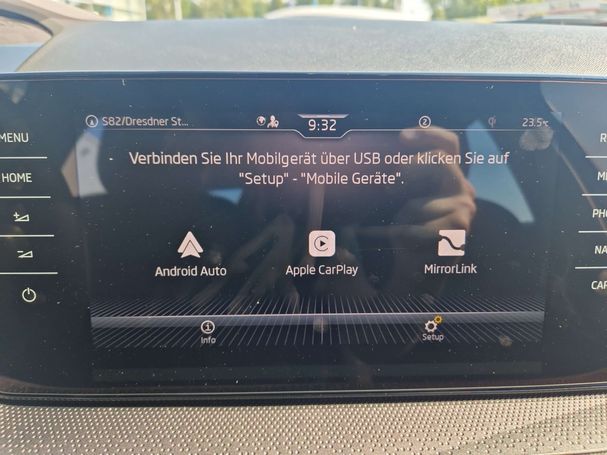 S82/Dresdner St...
9:32
2
23.5°C
MENU
HOME
Verbinden Sie Ihr Mobilgerät über USB oder klicken Sie auf
"Setup" - "Mobile Geräte".
Android Auto
Apple CarPlay
MirrorLink
Info
Setup